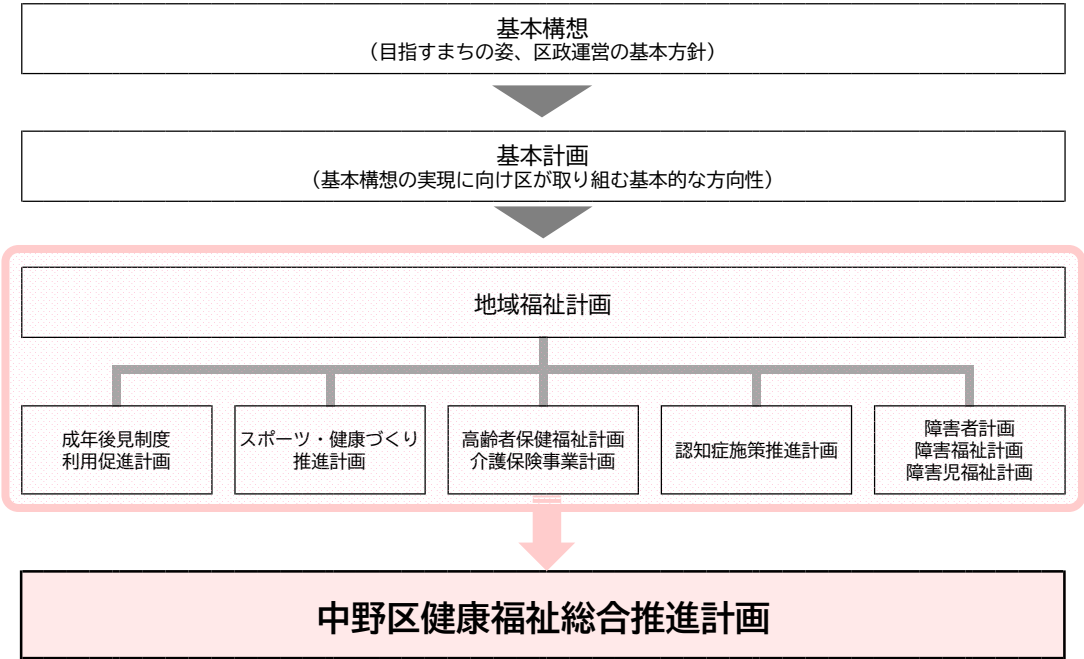 基本構想
（目指すまちの姿、区政運営の基本方針）
基本計画
（基本構想の実現に向け区が取り組む基本的な方向性）
地域福祉計画
成年後見制度
利用促進計画
スポーツ・健康づくり
推進計画
高齢者保健福祉計画
介護保険事業計画
認知症施策推進計画
障害者計画
障害福祉計画
障害児福祉計画
中野区健康福祉総合推進計画